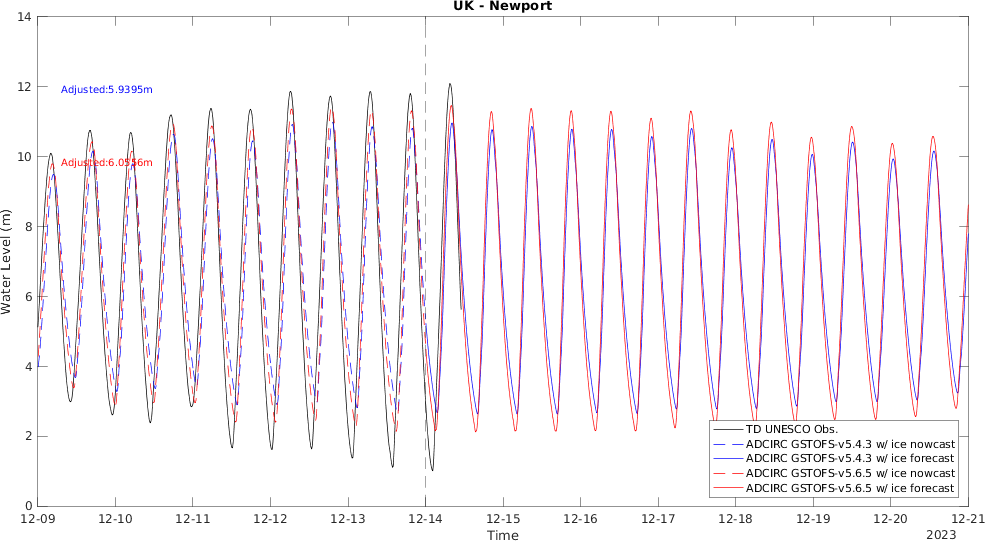 UK - Newport
14
12
10
8
6
4
2
0
Water Level (m)
Adjusted:5.9395m
Adjusted:6.0556m
TD UNESCO Obs.
ADCIRC GSTOFS-v5.4.3 w/ ice nowcast
ADCIRC GSTOFS-v5.4.3 w/ ice forecast
ADCIRC GSTOFS-v5.6.5 w/ ice nowcast
ADCIRC GSTOFS-v5.6.5 w/ ice forecast
12-09 12-10 12-11 12-12 12-13 12-14 12-15 12-16 12-17 12-18 12-19 12-20 12-21
Time
2023